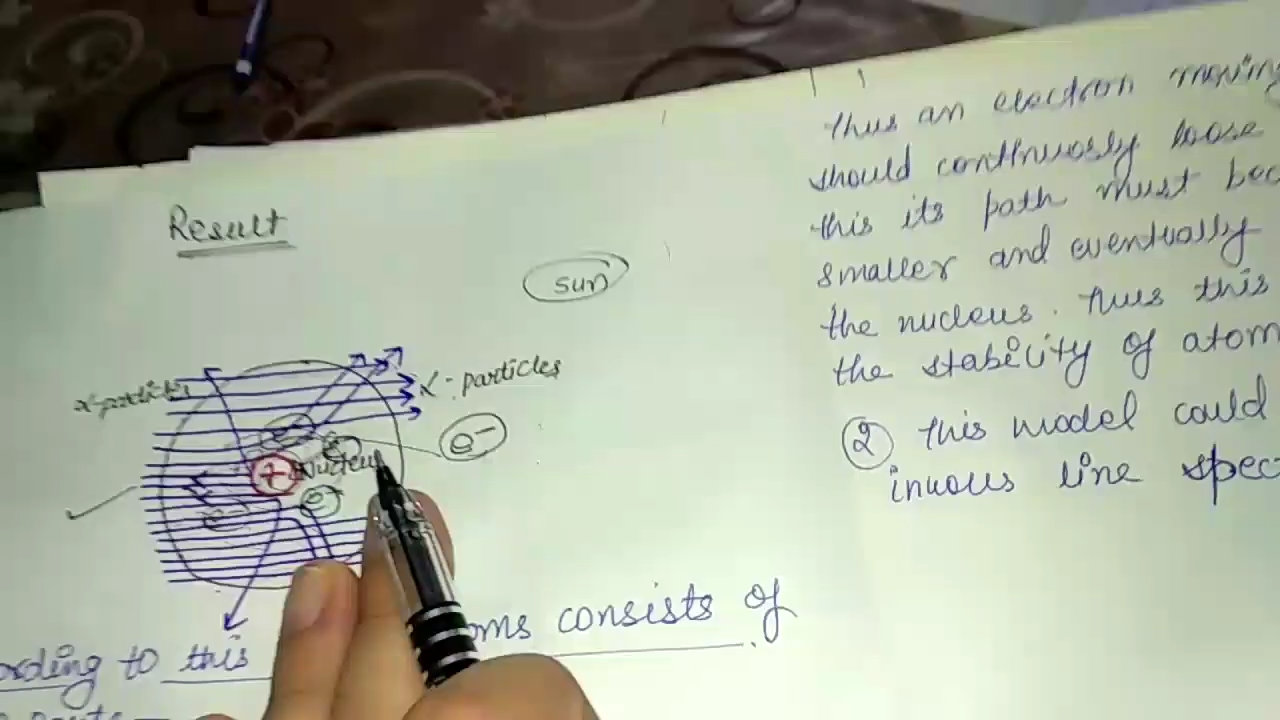 Result
sun
α-particles
α-particles
e-
e-
e-
+ Nucleus
e-
oms consists of
ording to this
thus an electron moving
should continuosly loose
this its path must bec
smaller and eventually
the nucleus. thus this
the stability of atom
② this model could
inuous line spec